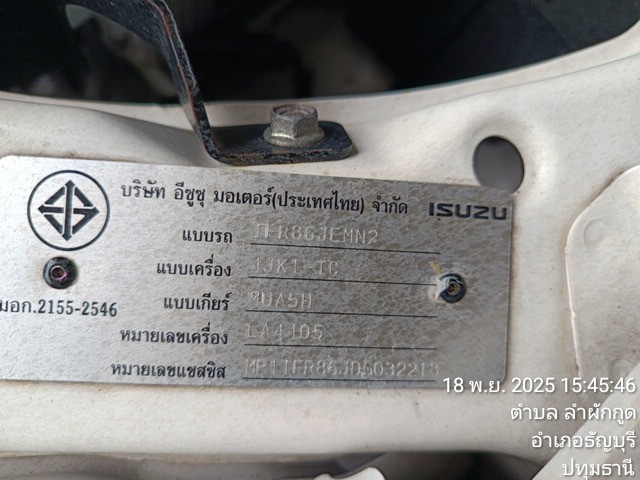 บริษัท อีซูซุ มอเตอร์(ประเทศไทย) จำกัด ISUZU
แบบรถ TFR86JEMN2
แบบเครื่อง 4JK1-TC
แบบเกียร์ MUA5H
มอก.2155-2546
หมายเลขเครื่อง
หมายเลขแชสซิส
18 พ.ย. 2025 15:45:46
ตำบล ลำผักกูด
อำเภอธัญบุรี
ปทุมธานี